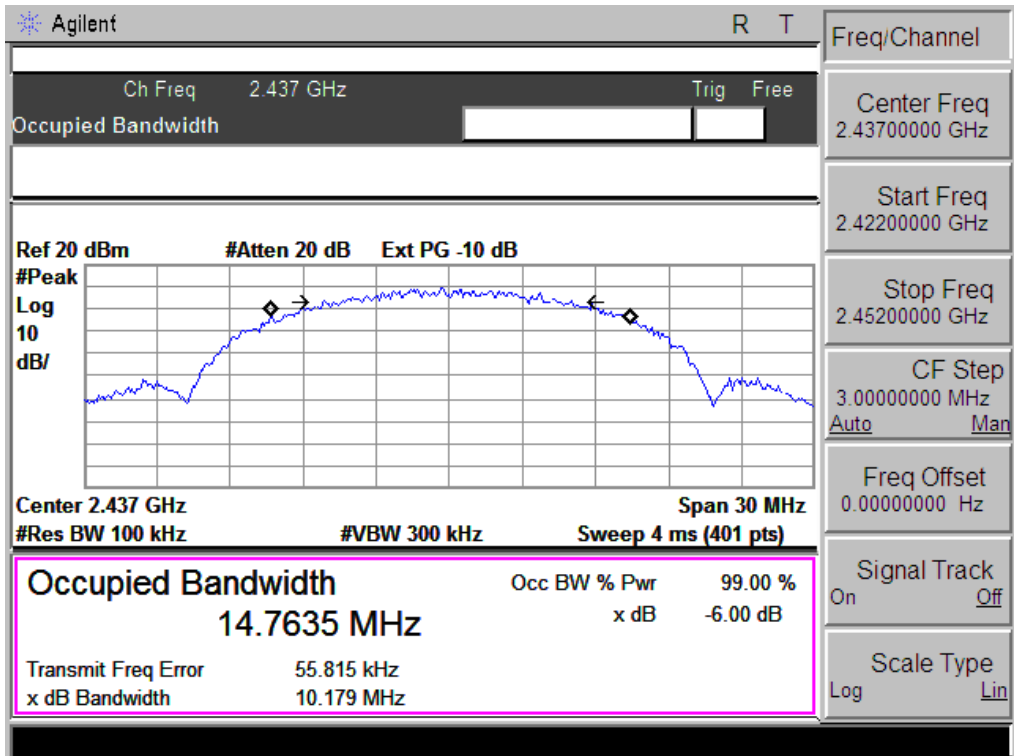 Agilent R T
Ch Freq 2.437 GHz Trig Free
Occupied Bandwidth
Ref 20 dBm #Atten 20 dB Ext PG -10 dB
#Peak
Log
10
dB/
Center 2.437 GHz Span 30 MHz
#Res BW 100 kHz #VBW 300 kHz Sweep 4 ms (401 pts)
Occupied Bandwidth Occ BW % Pwr 99.00 %
14.7635 MHz x dB -6.00 dB
Transmit Freq Error 55.815 kHz
x dB Bandwidth 10.179 MHz
Freq/Channel
Center Freq
2.43700000 GHz
Start Freq
2.42200000 GHz
Stop Freq
2.45200000 GHz
CF Step
3.00000000 MHz
Auto Man
Freq Offset
0.00000000 Hz
Signal Track
On Off
Scale Type
Log Lin